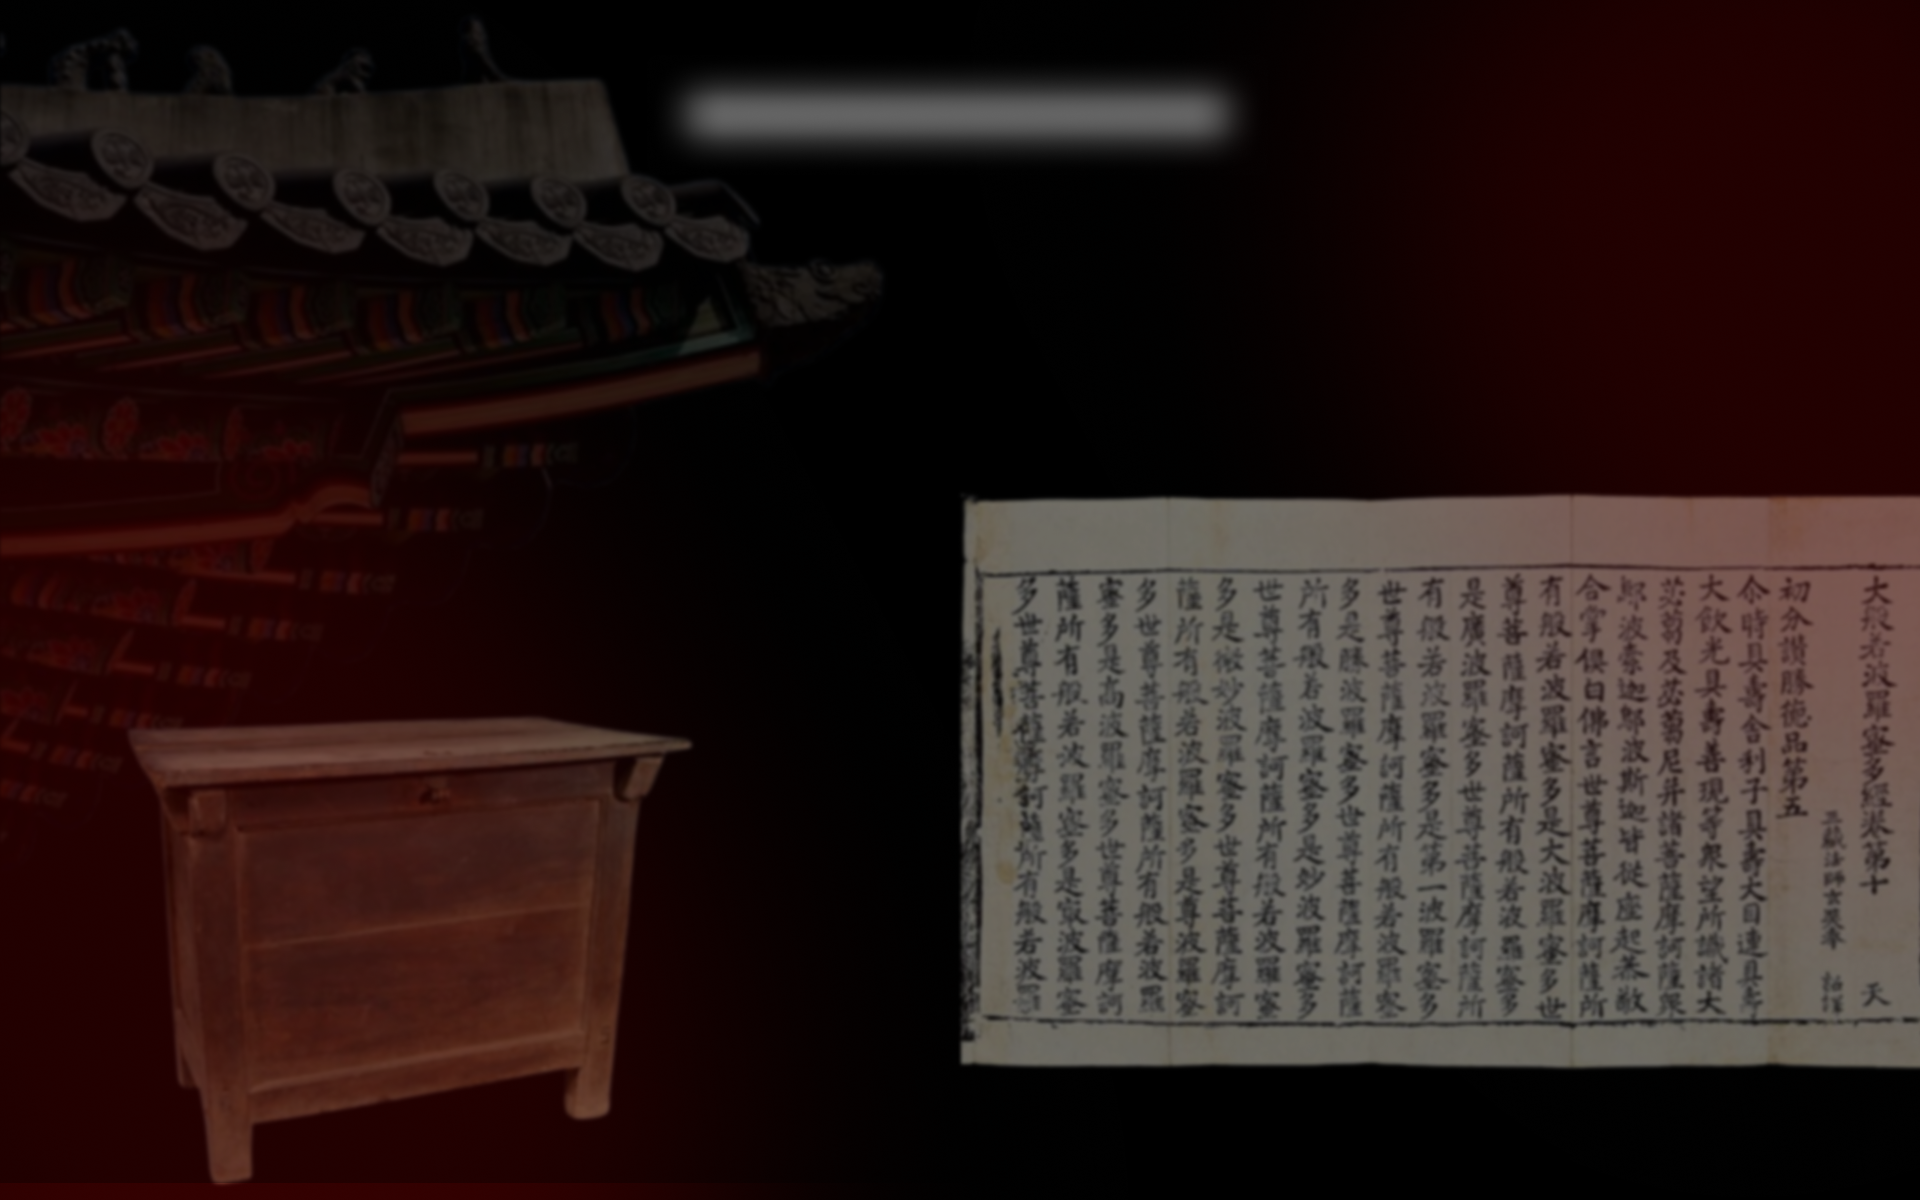 大般若波羅蜜多經卷第十 天
三藏法師玄奘奉 詔譯
初分讚勝德品第五
尒時具壽舍利子具壽大目連具壽
大飲光具壽善現等衆望所識諸大
苾芻及苾芻尼幷諸菩薩摩訶薩衆
鄔波索迦鄔波斯迦皆從座起恭敬
合掌俱白佛言世尊菩薩摩訶薩所
有般若波羅蜜多是大波羅蜜多世
尊菩薩摩訶薩所有般若波羅蜜多
是廣波羅蜜多世尊菩薩摩訶薩所
有般若波羅蜜多是第一波羅蜜多
世尊菩薩摩訶薩所有般若波羅蜜
多是勝波羅蜜多世尊菩薩摩訶薩
所有般若波羅蜜多是妙波羅蜜多
世尊菩薩摩訶薩所有般若波羅蜜
多是微妙波羅蜜多世尊菩薩摩訶
薩所有般若波羅蜜多是尊波羅蜜
多世尊菩薩摩訶薩所有般若波羅
蜜多是高波羅蜜多世尊菩薩摩訶
薩所有般若波羅蜜多是最波羅蜜
多世尊菩薩摩訶薩所有般若波羅